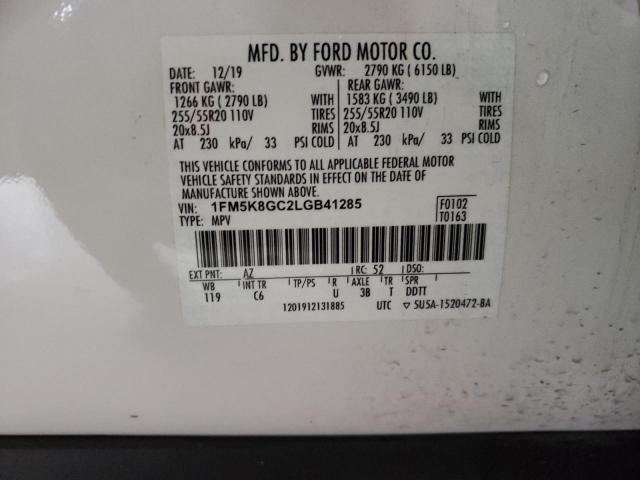 MFD. BY FORD MOTOR CO.
DATE: 12/19 GVWR: 2790 KG ( 6150 LB)
FRONT GAWR: REAR GAWR:
1266 KG ( 2790 LB) WITH 1583 KG ( 3490 LB) WITH
255/55R20 110V TIRES 255/55R20 110V TIRES
20x8.5J RIMS 20x8.5J RIMS
AT 230 kPa/ 33 PSI COLD AT 230 kPa/ 33 PSI COLD
THIS VEHICLE CONFORMS TO ALL APPLICABLE FEDERAL MOTOR
VEHICLE SAFETY STANDARDS IN EFFECT ON THE DATE OF
MANUFACTURE SHOWN ABOVE.
VIN: 1FM5K8GC2LGB41285 F0102
TYPE: MPV T0163
EXT PNT: AZ RC: 52 DSO:
WB INT TR TP/PS R AXLE TR SPR
119 C6 U 3B T DDTT
1201912131885 UTC ▽ 5U5A-1520472-BA